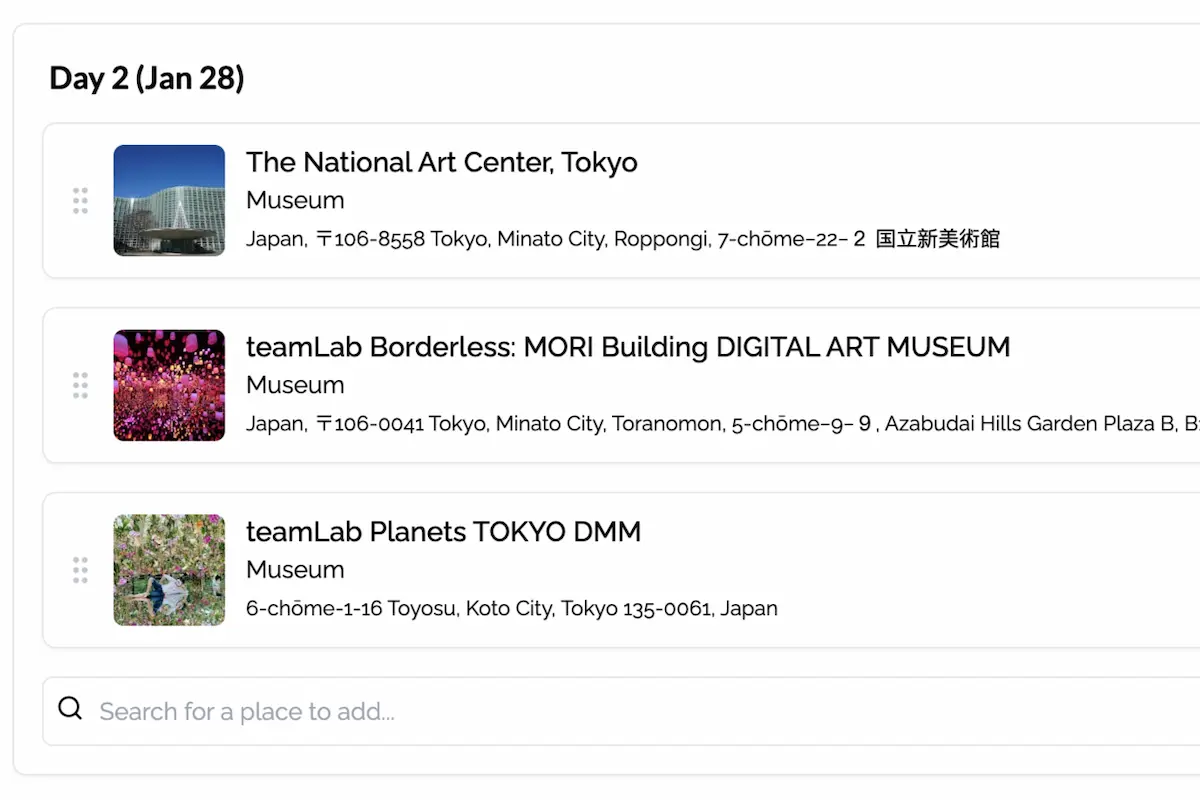 Day 2 (Jan 28)
The National Art Center, Tokyo
Museum
Japan, 〒106-8558 Tokyo, Minato City, Roppongi, 7-chōme−22−２ 国立新美術館
teamLab Borderless: MORI Building DIGITAL ART MUSEUM
Museum
Japan, 〒106-0041 Tokyo, Minato City, Toranomon, 5-chōme−9−９, Azabudai Hills Garden Plaza B,
teamLab Planets TOKYO DMM
Museum
6-chōme-1-16 Toyosu, Koto City, Tokyo 135-0061, Japan
Search for a place to add...